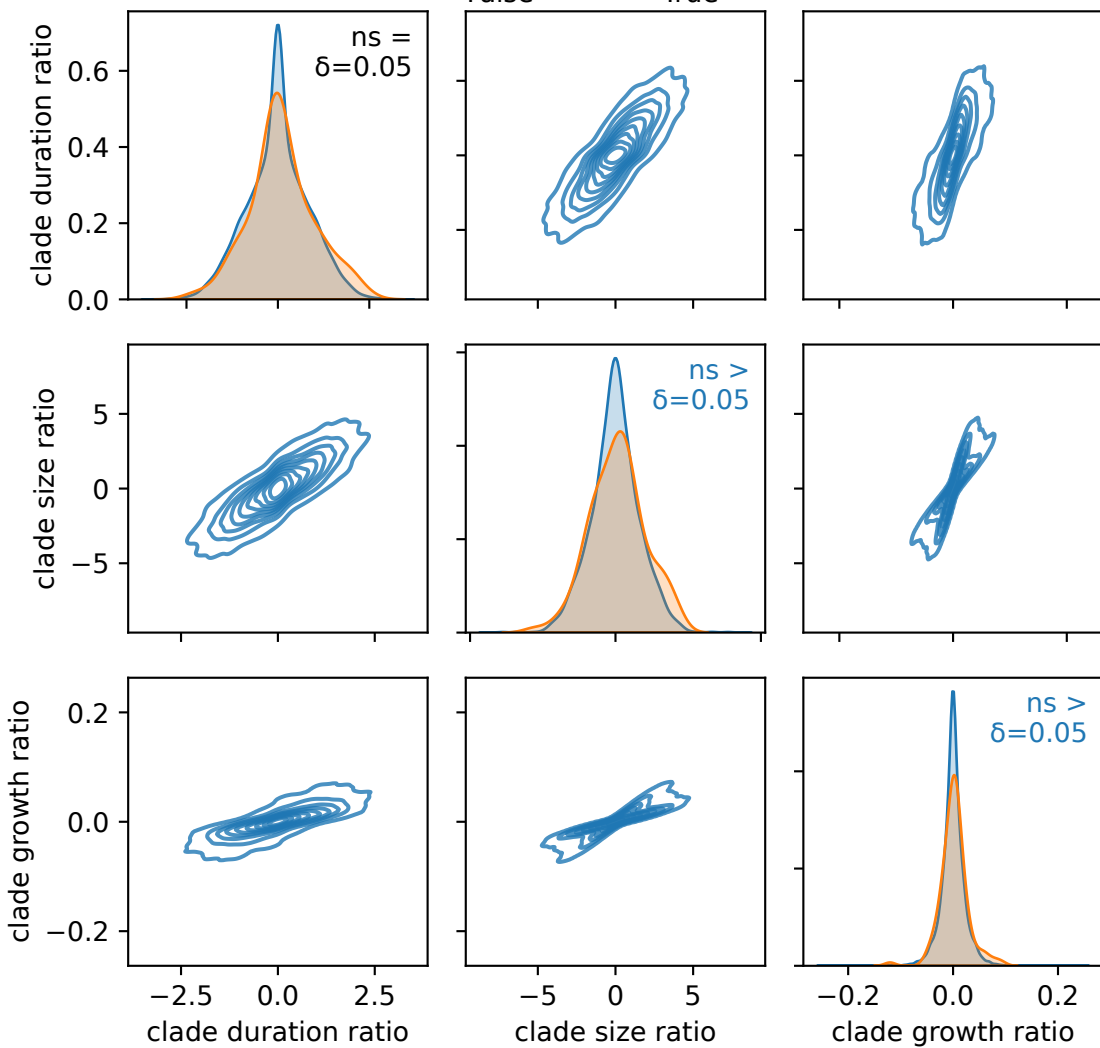 clade duration ratio
0.6
0.4
0.2
0.0
ns =
δ=0.05
clade size ratio
5
0
−5
ns >
δ=0.05
clade growth ratio
0.2
0.0
−0.2
ns >
δ=0.05
−2.5 0.0 2.5
−5 0 5
−0.2 0.0 0.2
clade duration ratio
clade size ratio
clade growth ratio